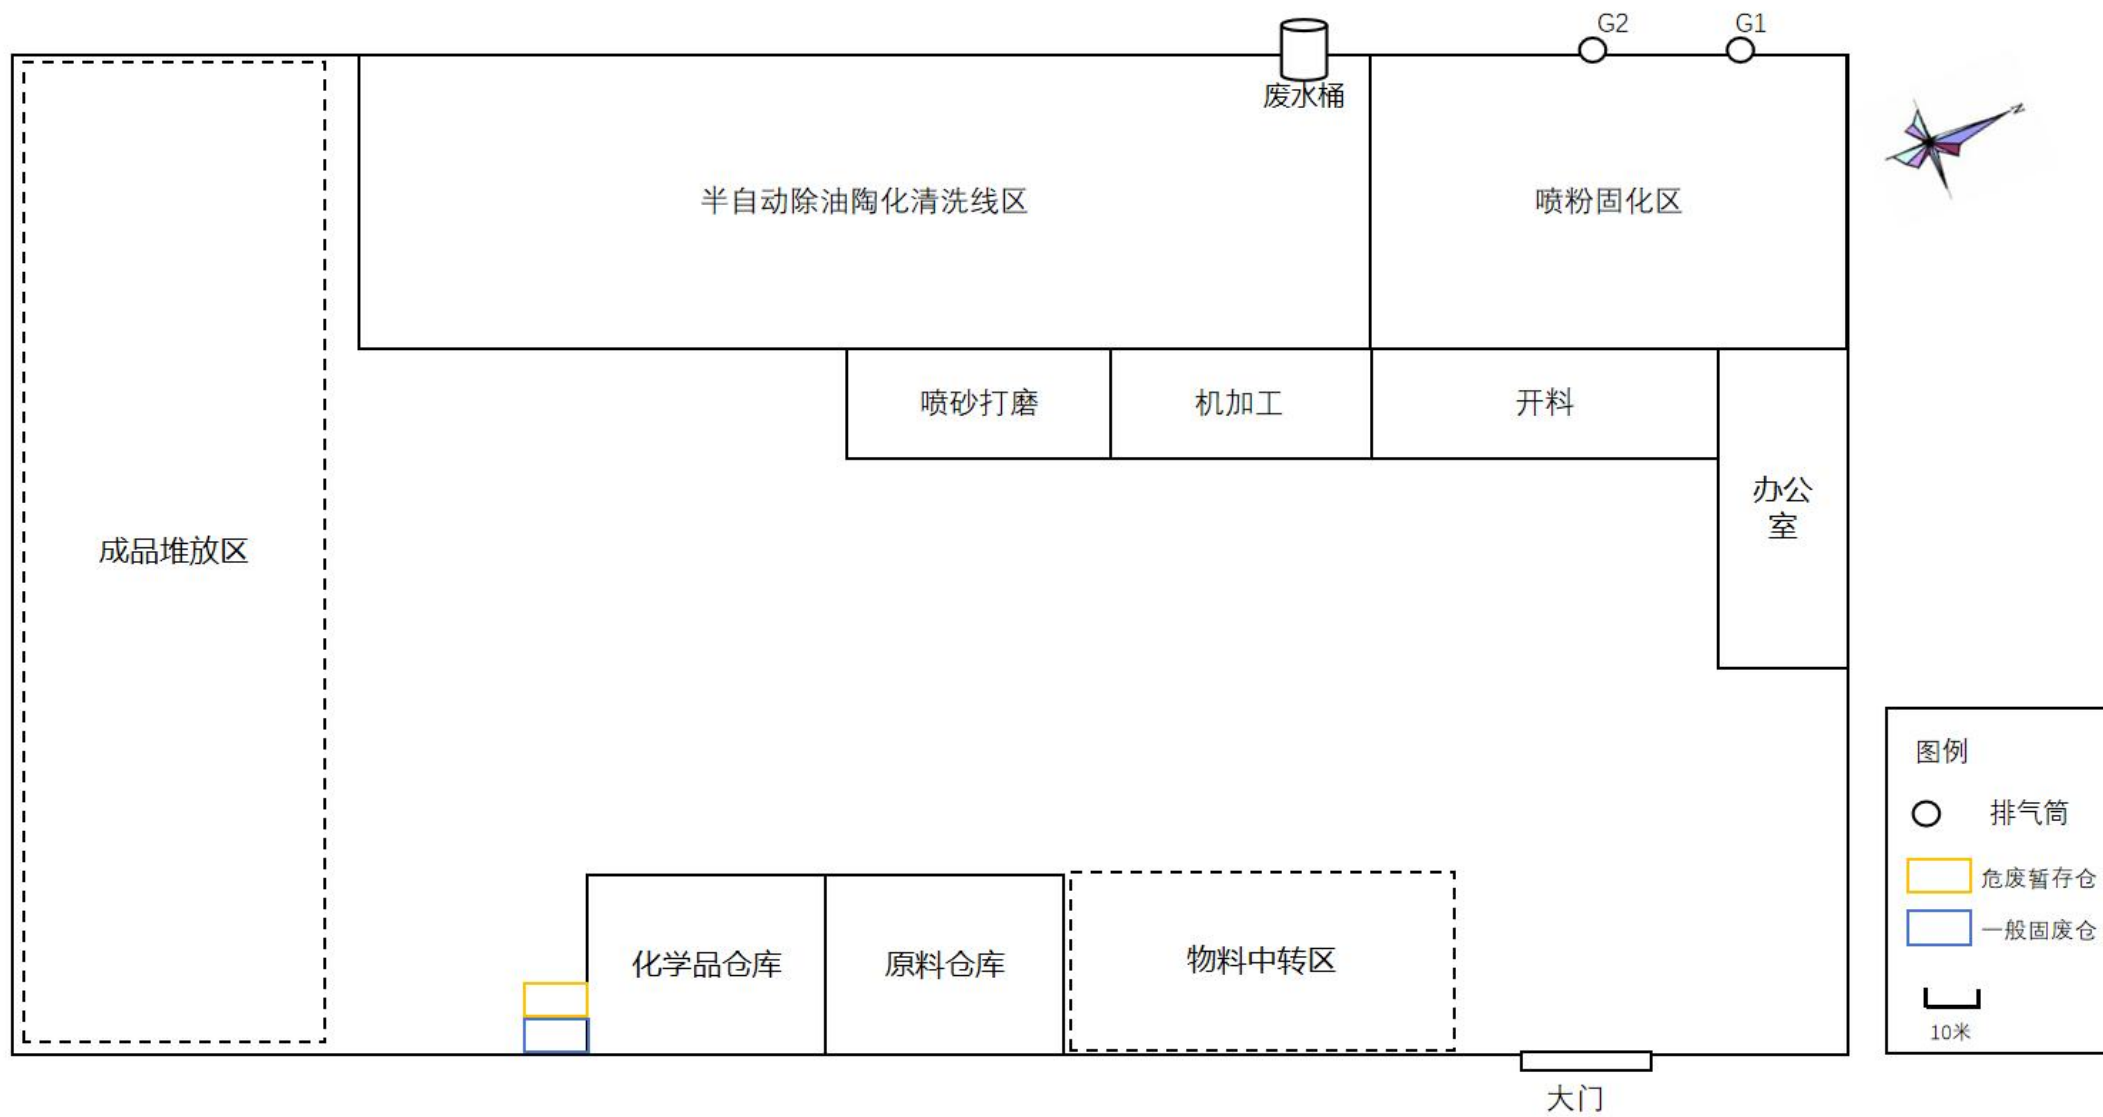 G2
G1
废水桶
N
半自动除油陶化清洗线区
喷粉固化区
喷砂打磨
机加工
开料
办公
室
成品堆放区
图例
排气筒
危废暂存仓
一般固废仓
10米
化学品仓库
原料仓库
物料中转区
大门